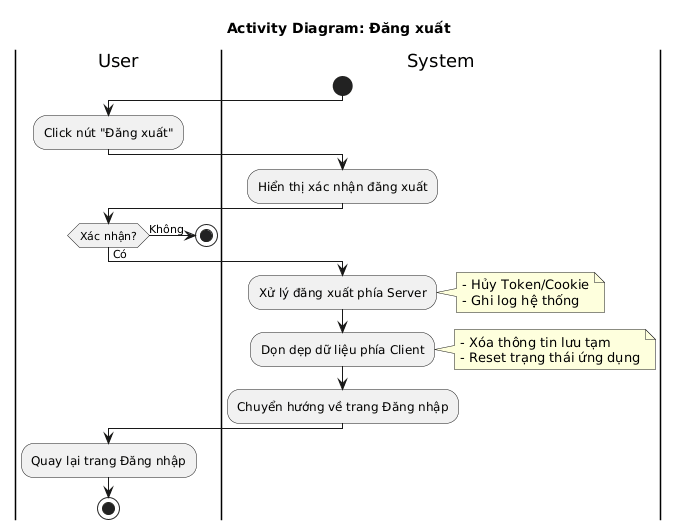 Activity Diagram: Đăng xuất
User
System
Click nút "Đăng xuất"
Hiển thị xác nhận đăng xuất
Xác nhận?
Không
Có
Xử lý đăng xuất phía Server
- Hủy Token/Cookie
- Ghi log hệ thống
Dọn dẹp dữ liệu phía Client
- Xóa thông tin lưu tạm
- Reset trạng thái ứng dụng
Chuyển hướng về trang Đăng nhập
Quay lại trang Đăng nhập